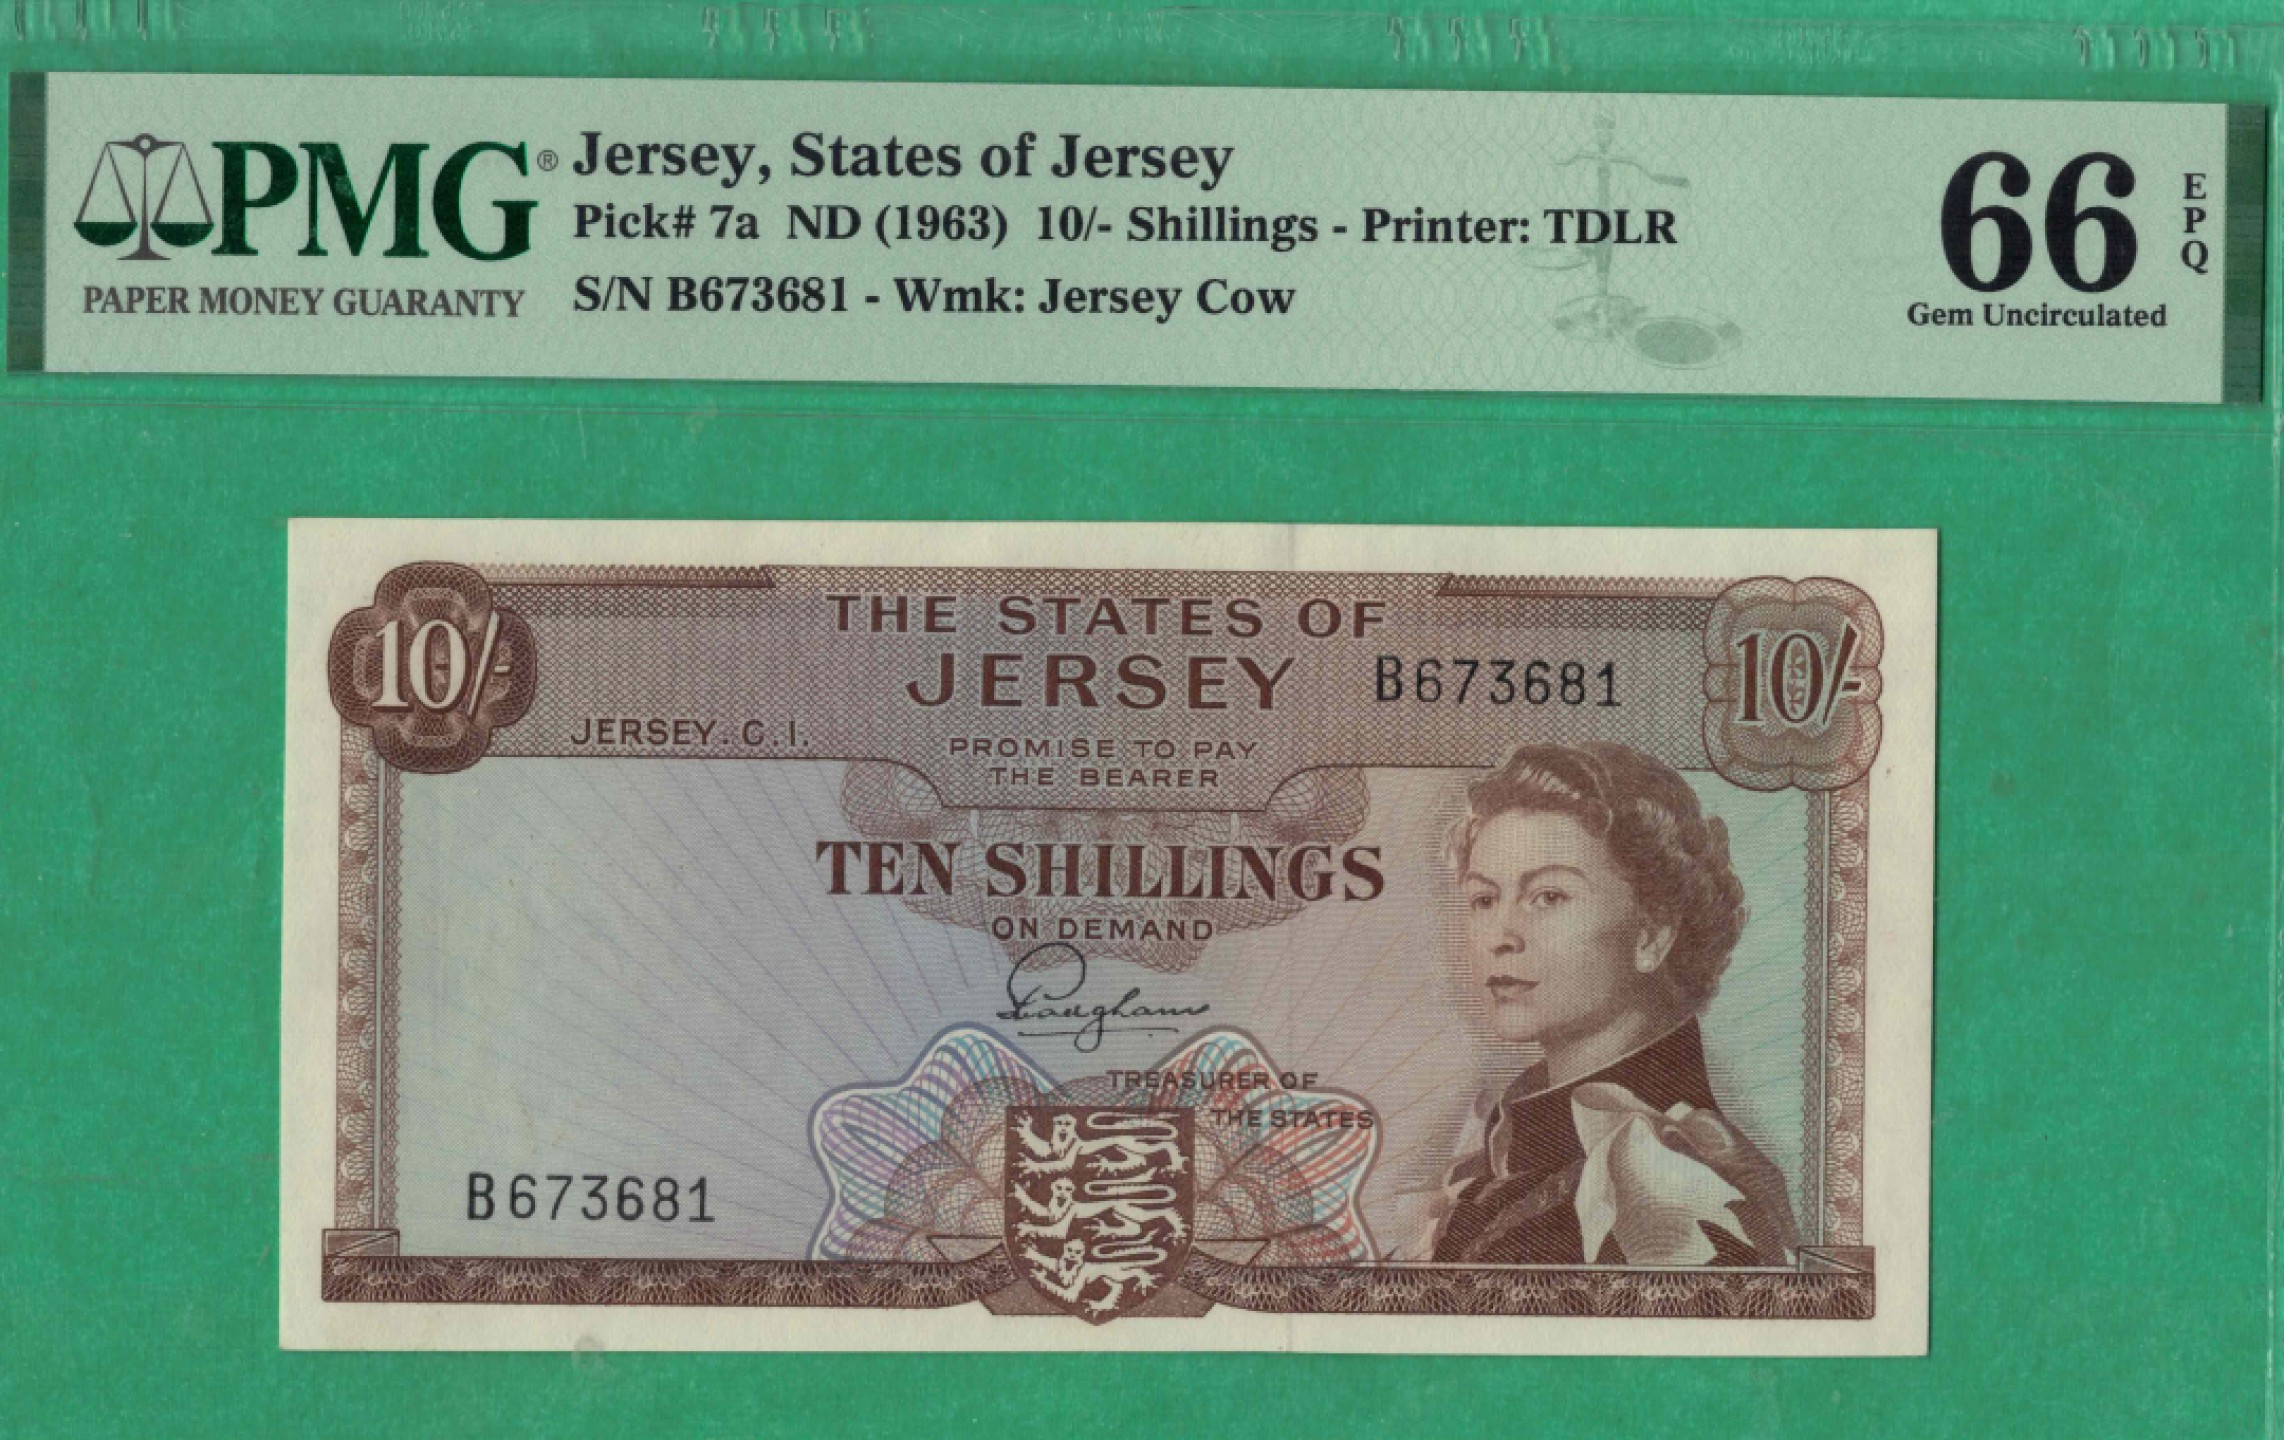 PMG®
PAPER MONEY GUARANTY
Jersey, States of Jersey
Pick# 7a ND (1963) 10/- Shillings - Printer: TDLR
S/N B673681 - Wmk: Jersey Cow
66
EPQ
Gem Uncirculated
10/-
THE STATES OF
JERSEY
B673681
10/-
JERSEY. C. I.
PROMISE TO PAY
THE BEARER
TEN SHILLINGS
ON DEMAND
TREASURER OF
THE STATES
B673681